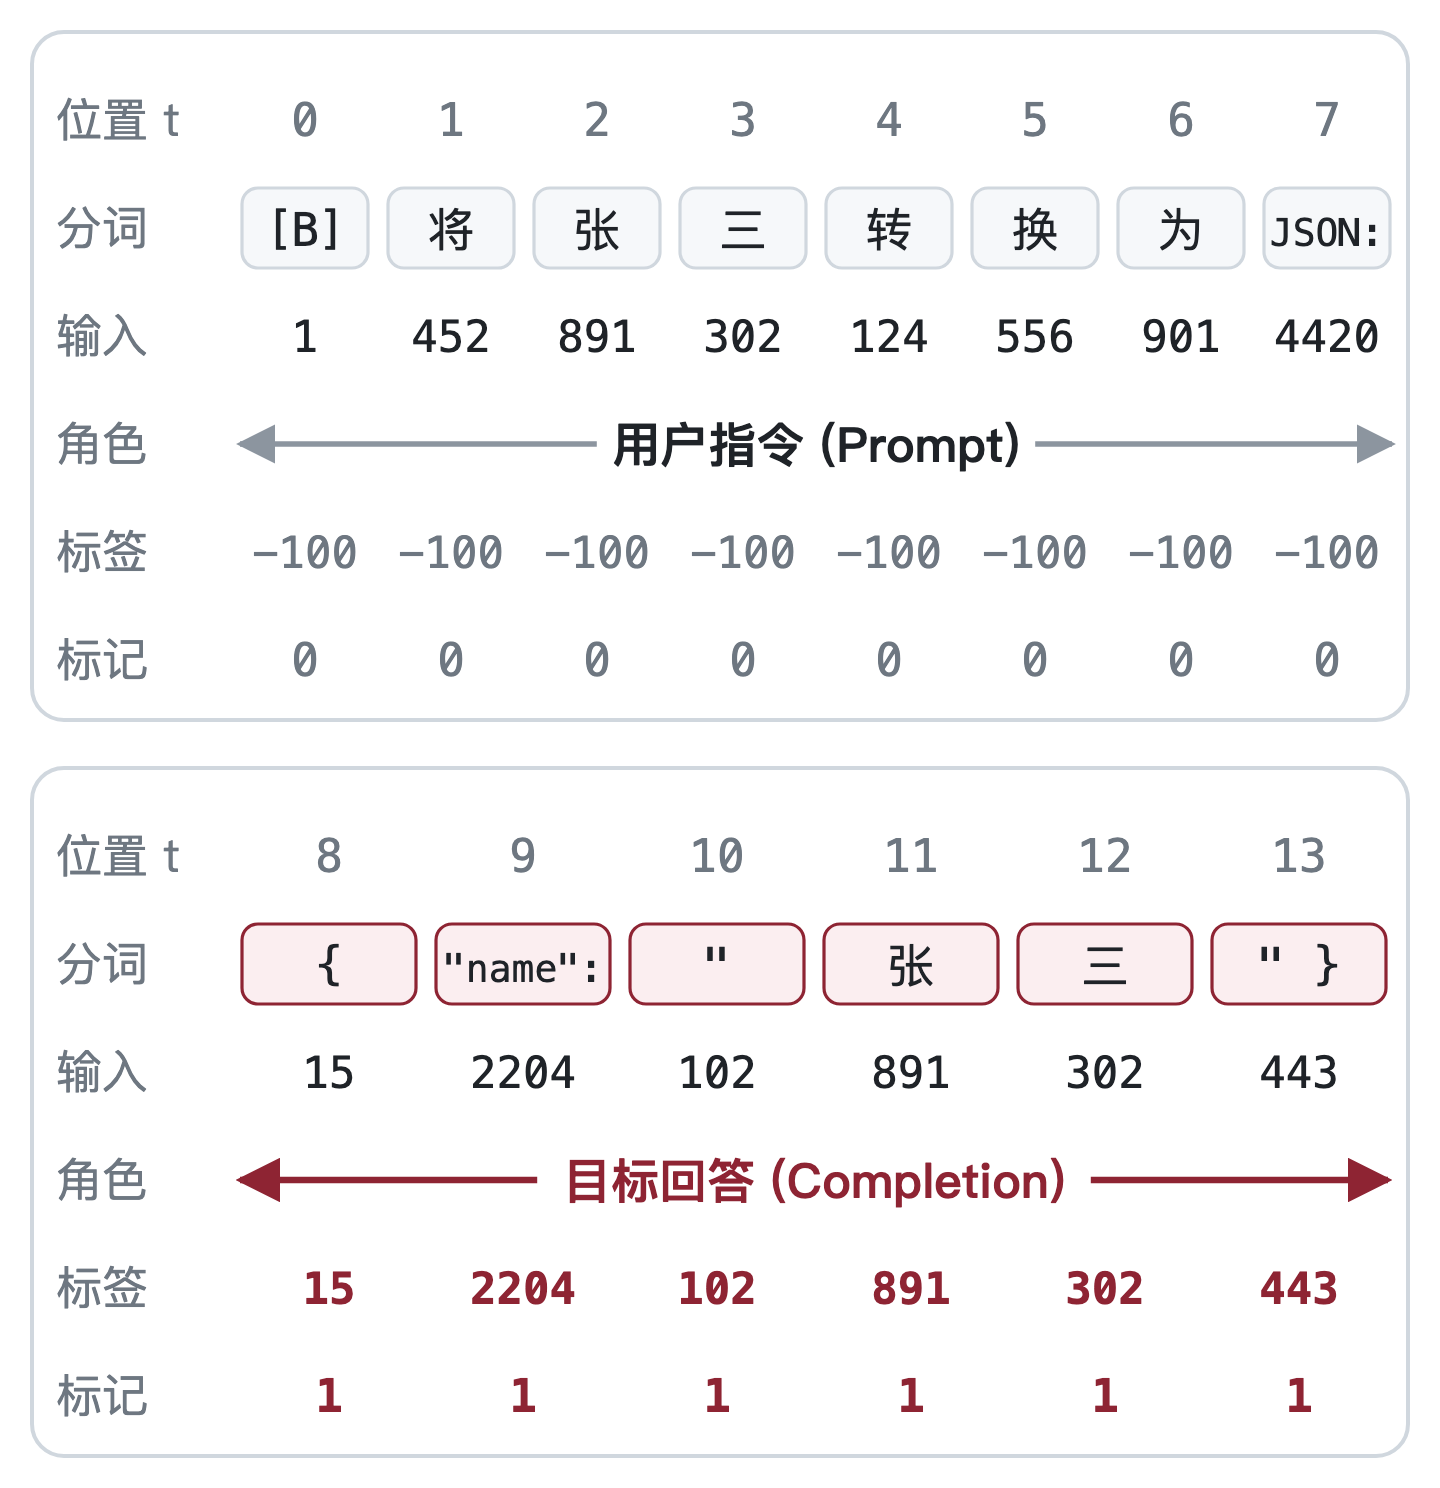 位置 t 0 1 2 3 4 5 6 7
分词 [B] 将 张 三 转 换 为 JSON:
输入 1 452 891 302 124 556 901 4420
角色 用户指令 (Prompt)
标签 −100 −100 −100 −100 −100 −100 −100 −100
标记 0 0 0 0 0 0 0 0
位置 t 8 9 10 11 12 13
分词 { "name": " 张 三 " }
输入 15 2204 102 891 302 443
角色 目标回答 (Completion)
标签 15 2204 102 891 302 443
标记 1 1 1 1 1 1